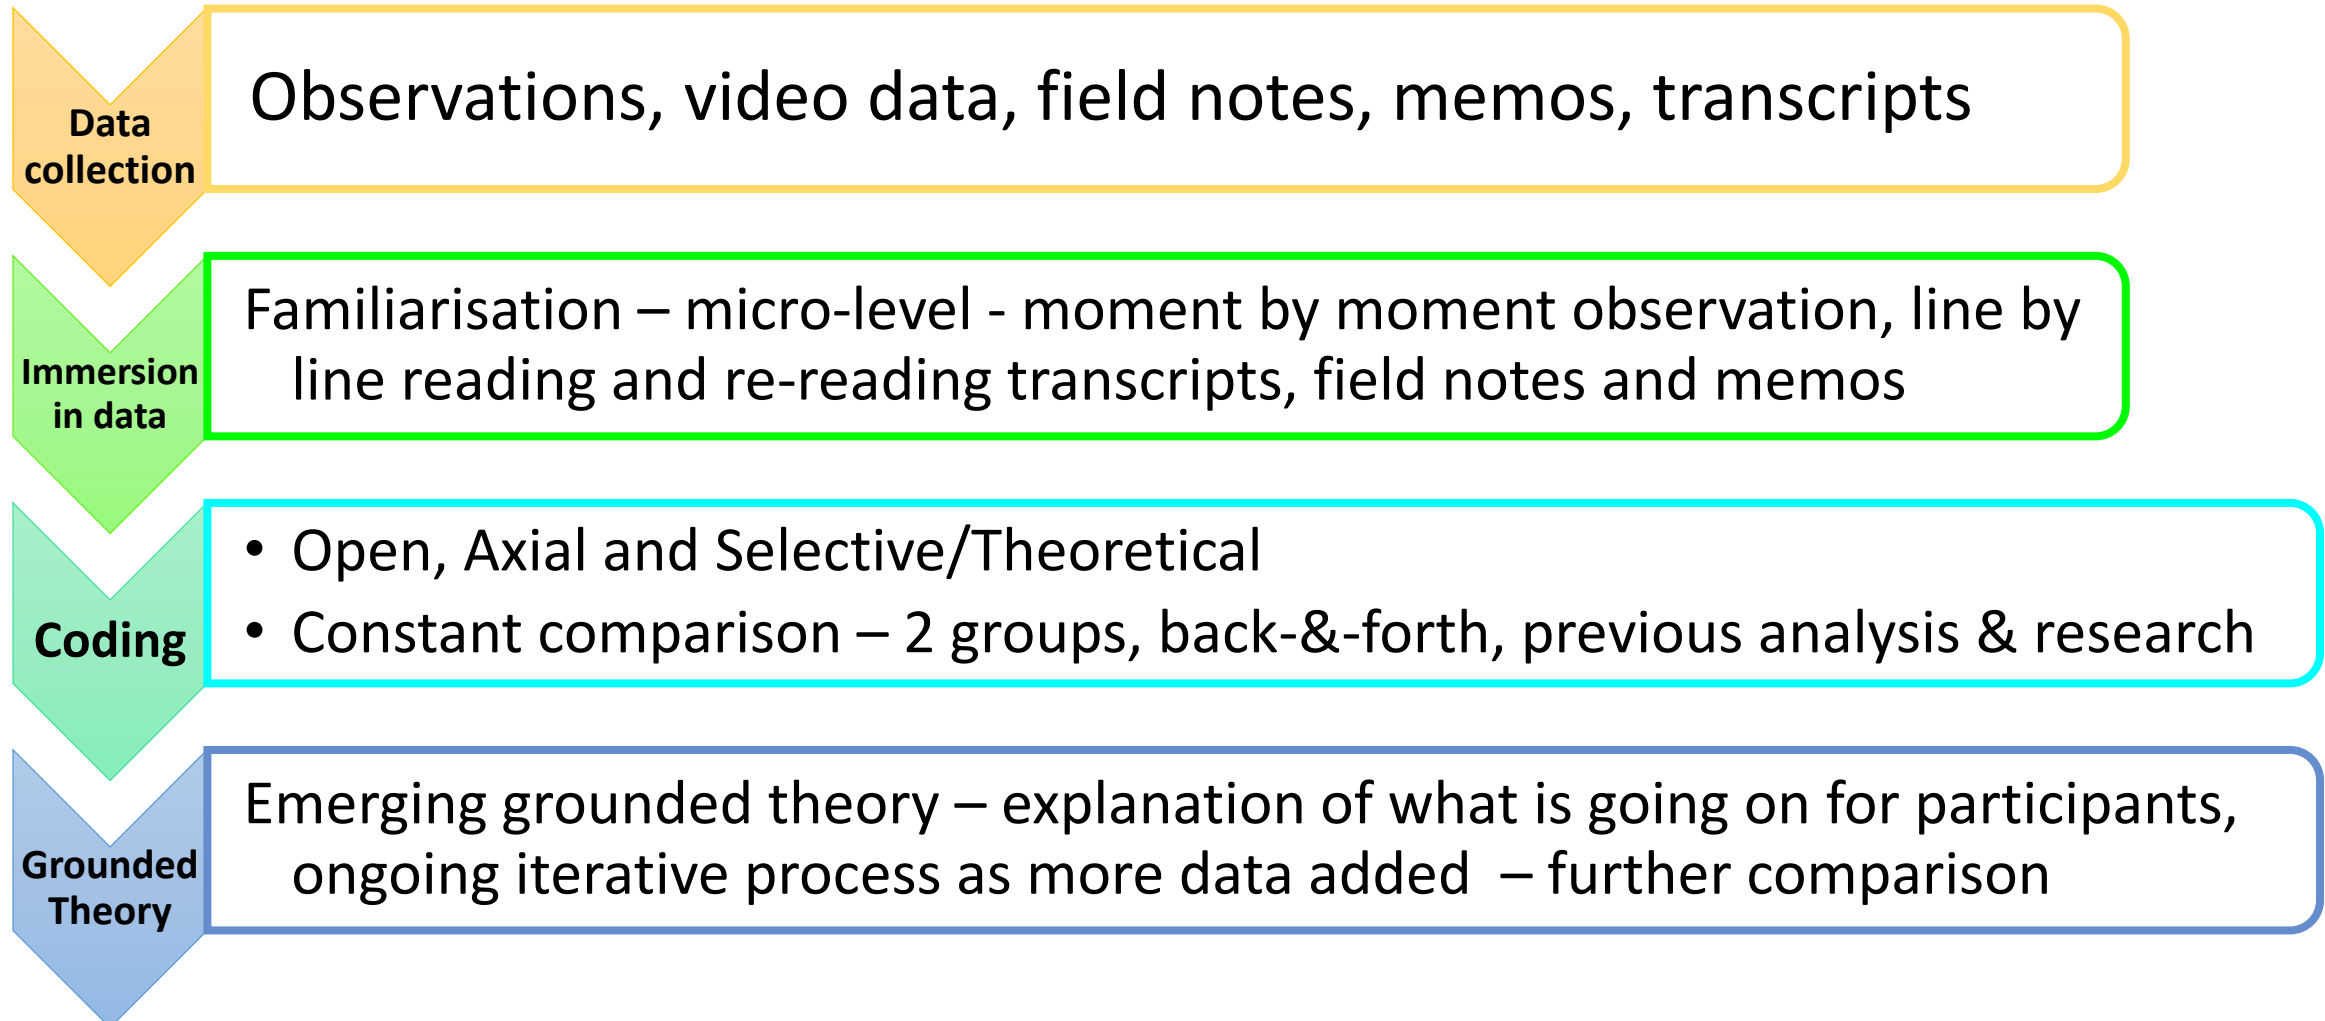 Data
collection
Observations, video data, field notes, memos, transcripts
Immersion
in data
Familiarisation – micro-level - moment by moment observation, line by
line reading and re-reading transcripts, field notes and memos
Coding
• Open, Axial and Selective/Theoretical
• Constant comparison – 2 groups, back-&-forth, previous analysis & research
Grounded
Theory
Emerging grounded theory – explanation of what is going on for participants,
ongoing iterative process as more data added – further comparison